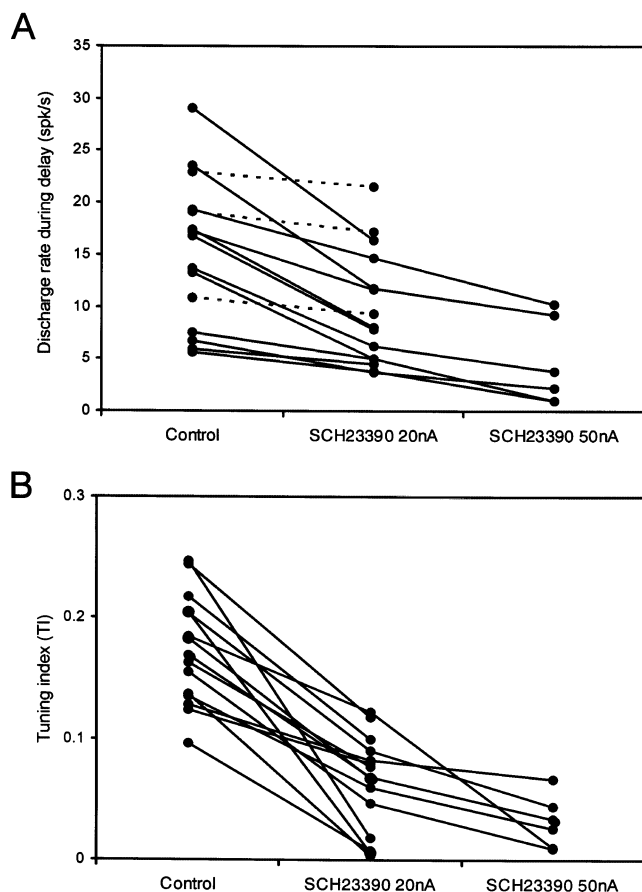 A
Discharge rate during delay (spk/s)
35
30
25
20
15
10
5
0
Control
SCH23390 20nA
SCH23390 50nA
B
Tuning index (TI)
0.3
0.2
0.1
0
Control
SCH23390 20nA
SCH23390 50nA